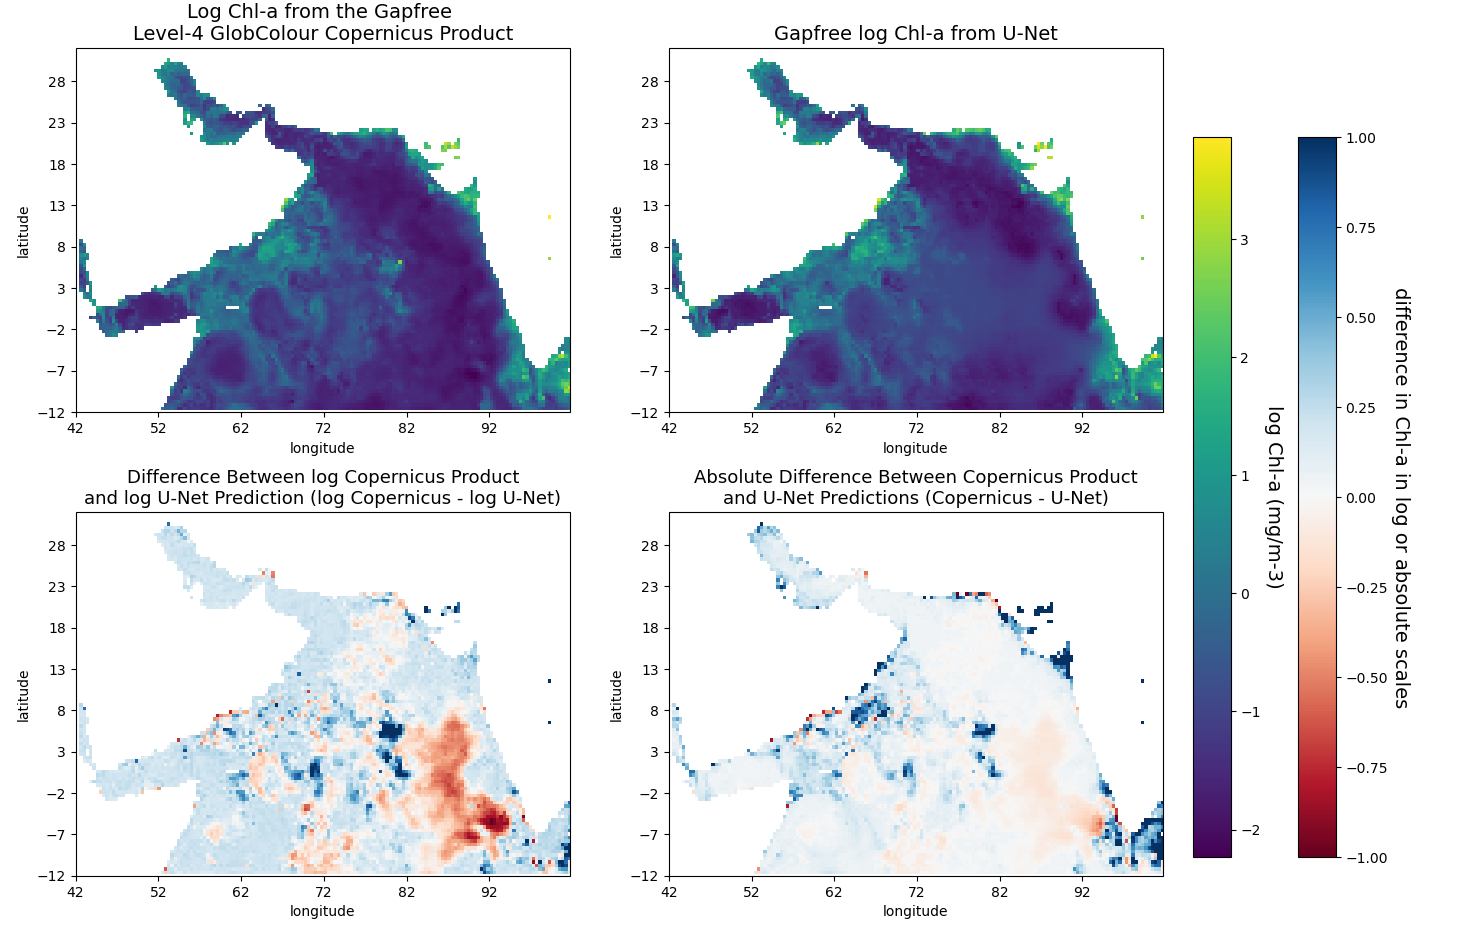 Log Chl-a from the Gapfree
Level-4 GlobColour Copernicus Product
latitude
28
23
18
13
8
3
−2
−7
−12
42 52 62 72 82 92
longitude
Gapfree log Chl-a from U-Net
latitude
28
23
18
13
8
3
−2
−7
−12
42 52 62 72 82 92
longitude
Difference Between log Copernicus Product
and log U-Net Prediction (log Copernicus - log U-Net)
latitude
28
23
18
13
8
3
−2
−7
−12
42 52 62 72 82 92
longitude
Absolute Difference Between Copernicus Product
and U-Net Predictions (Copernicus - U-Net)
latitude
28
23
18
13
8
3
−2
−7
−12
42 52 62 72 82 92
longitude
3
2
1
0
−1
−2
log Chl-a (mg/m-3)
1.00
0.75
0.50
0.25
0.00
−0.25
−0.50
−0.75
−1.00
difference in Chl-a in log or absolute scales